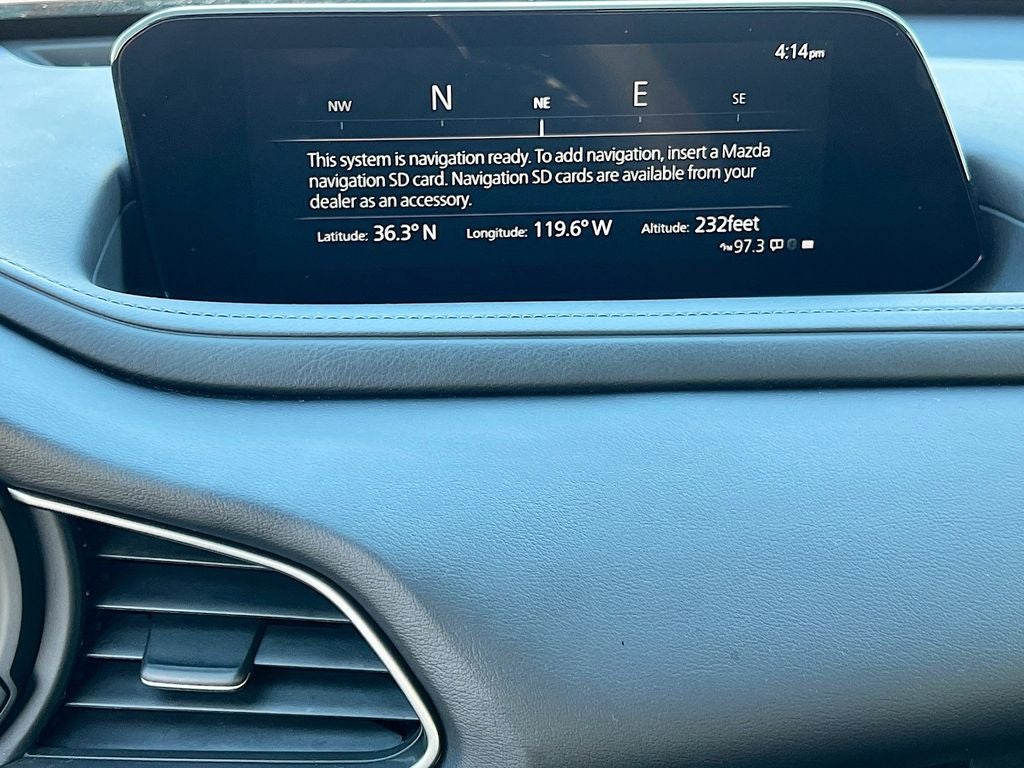 4:14pm
NW N NE E SE
This system is navigation ready. To add navigation, insert a Mazda
navigation SD card. Navigation SD cards are available from your
dealer as an accessory.
Latitude: 36.3° N Longitude: 119.6° W Altitude: 232feet
97.3